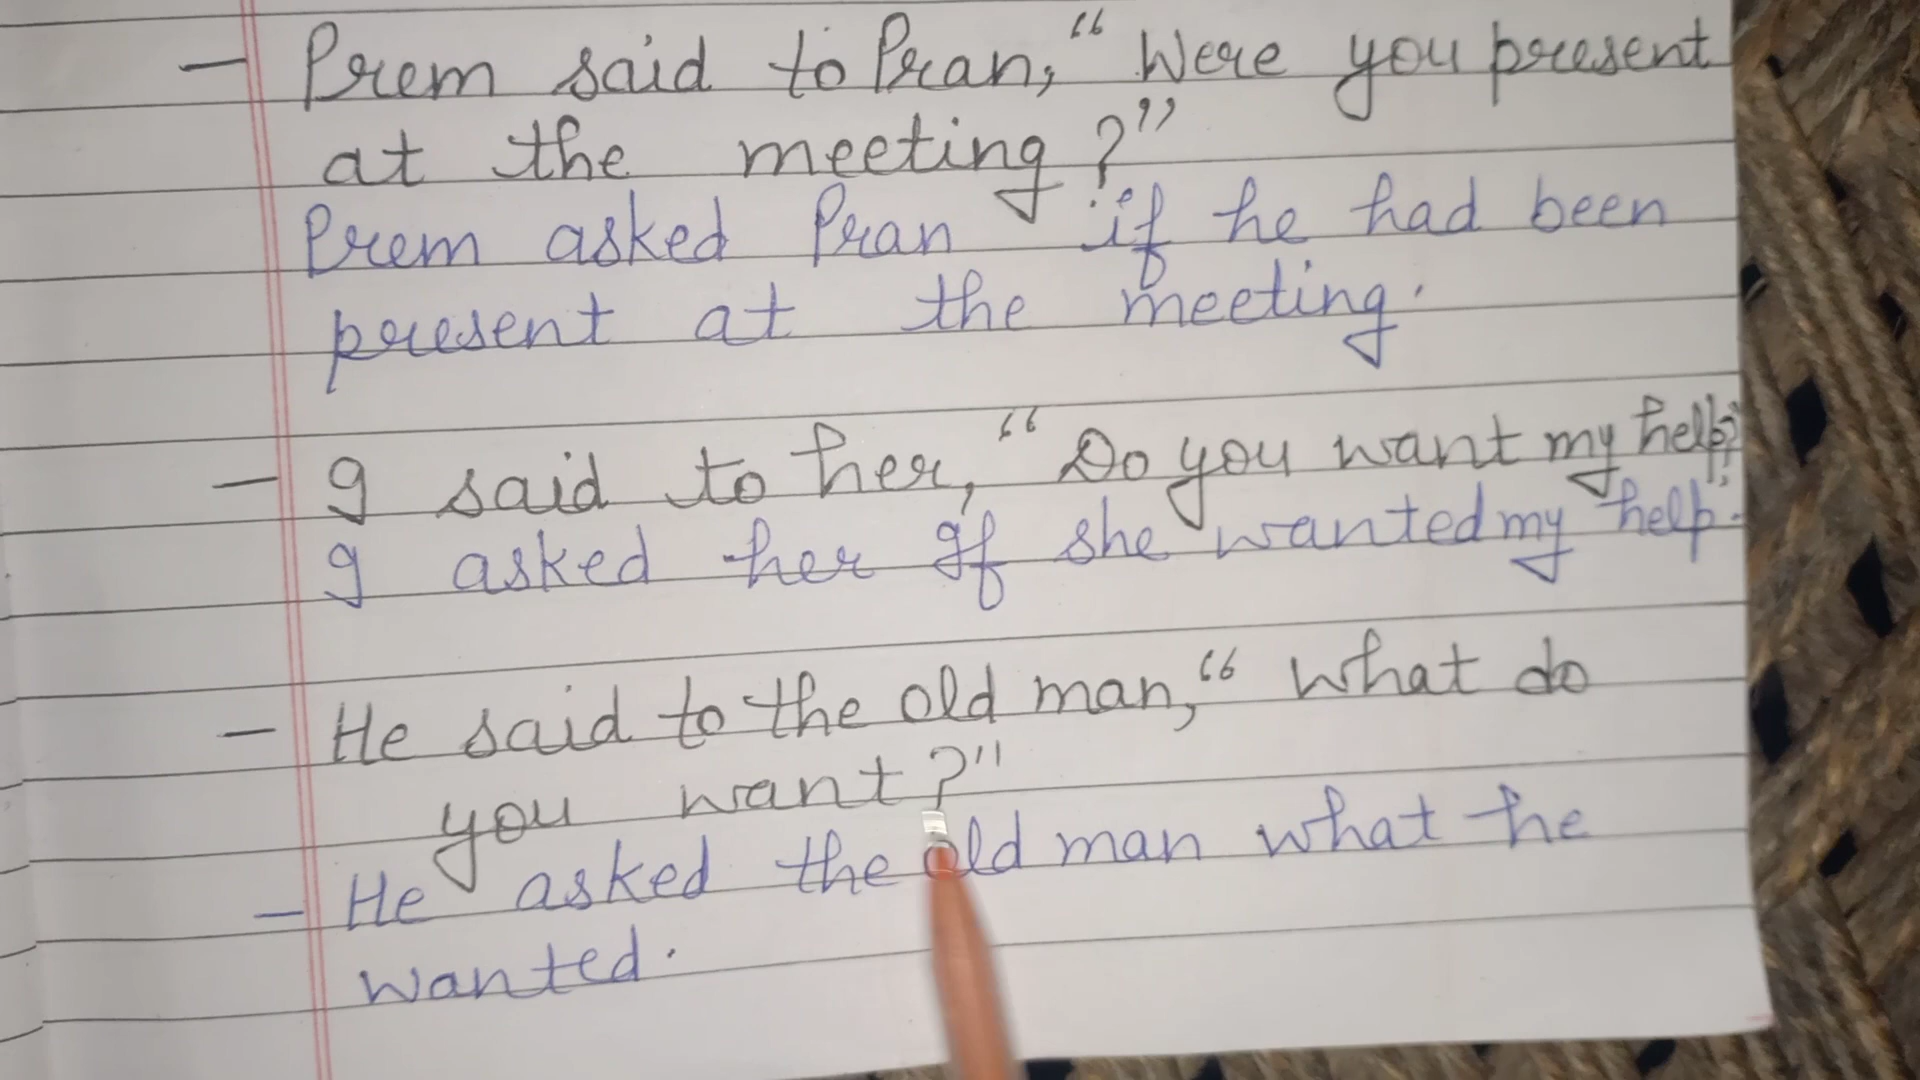 - Prem said to Pran, “Were you present
at the meeting?”
Prem asked Pran if he had been
present at the meeting.
- I said to her, “Do you want my help?
I asked her If she wanted my help.
- He said to the old man, “What do
you want?"
- He asked the old man what he
wanted.